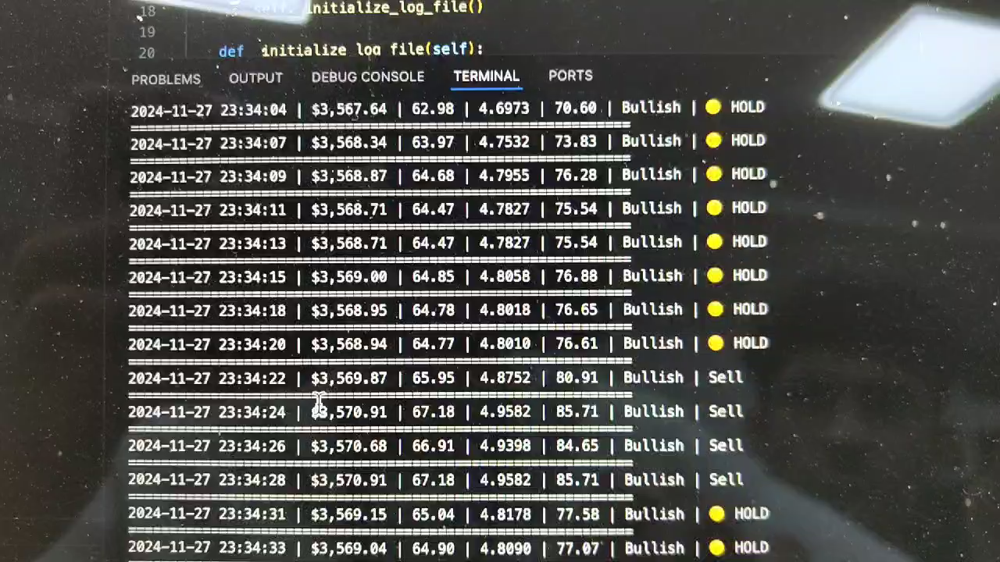 18 self. initialize_log_file()
19
20 def initialize_log_file(self):
PROBLEMS OUTPUT DEBUG CONSOLE TERMINAL PORTS
2024-11-27 23:34:04 | $3,567.64 | 62.98 | 4.6973 | 70.60 | Bullish | 🟡 HOLD
2024-11-27 23:34:07 | $3,568.34 | 63.97 | 4.7532 | 73.83 | Bullish | 🟡 HOLD
2024-11-27 23:34:09 | $3,568.87 | 64.68 | 4.7955 | 76.28 | Bullish | 🟡 HOLD
2024-11-27 23:34:11 | $3,568.71 | 64.47 | 4.7827 | 75.54 | Bullish | 🟡 HOLD
2024-11-27 23:34:13 | $3,568.71 | 64.47 | 4.7827 | 75.54 | Bullish | 🟡 HOLD
2024-11-27 23:34:15 | $3,569.00 | 64.85 | 4.8058 | 76.88 | Bullish | 🟡 HOLD
2024-11-27 23:34:18 | $3,568.95 | 64.78 | 4.8018 | 76.65 | Bullish | 🟡 HOLD
2024-11-27 23:34:20 | $3,568.94 | 64.77 | 4.8010 | 76.61 | Bullish | 🟡 HOLD
2024-11-27 23:34:22 | $3,569.87 | 65.95 | 4.8752 | 80.91 | Bullish | Sell
2024-11-27 23:34:24 | $3,570.91 | 67.18 | 4.9582 | 85.71 | Bullish | Sell
2024-11-27 23:34:26 | $3,570.68 | 66.91 | 4.9398 | 84.65 | Bullish | Sell
2024-11-27 23:34:28 | $3,570.91 | 67.18 | 4.9582 | 85.71 | Bullish | Sell
2024-11-27 23:34:31 | $3,569.15 | 65.04 | 4.8178 | 77.58 | Bullish | 🟡 HOLD
2024-11-27 23:34:33 | $3,569.04 | 64.90 | 4.8090 | 77.07 | Bullish | 🟡 HOLD